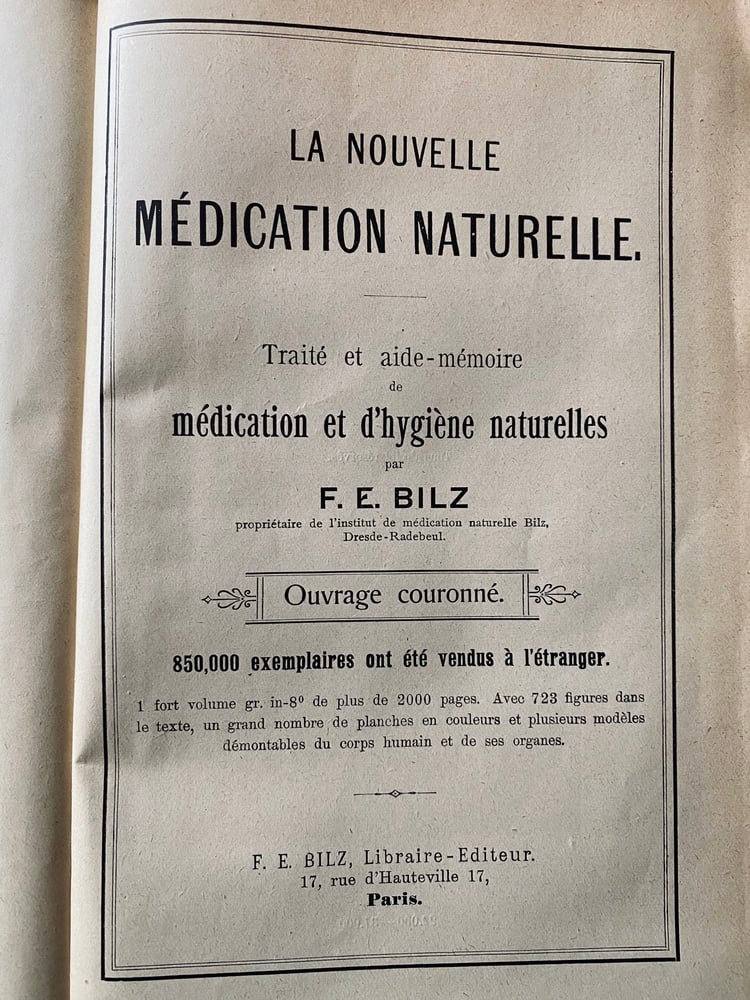 LA NOUVELLE
MÉDICATION NATURELLE.
Traité et aide-mémoire
de
médication et d'hygiène naturelles
par
F. E. BILZ
propriétaire de l'institut de médication naturelle Bilz,
Dresde-Radebeul.
Ouvrage couronné.
850,000 exemplaires ont été vendus à l'étranger.
1 fort volume gr. in-8º de plus de 2000 pages. Avec 723 figures dans
le texte, un grand nombre de planches en couleurs et plusieurs modèles
démontables du corps humain et de ses organes.
F. E. BILZ, Libraire-Editeur.
17, rue d'Hauteville 17,
Paris.